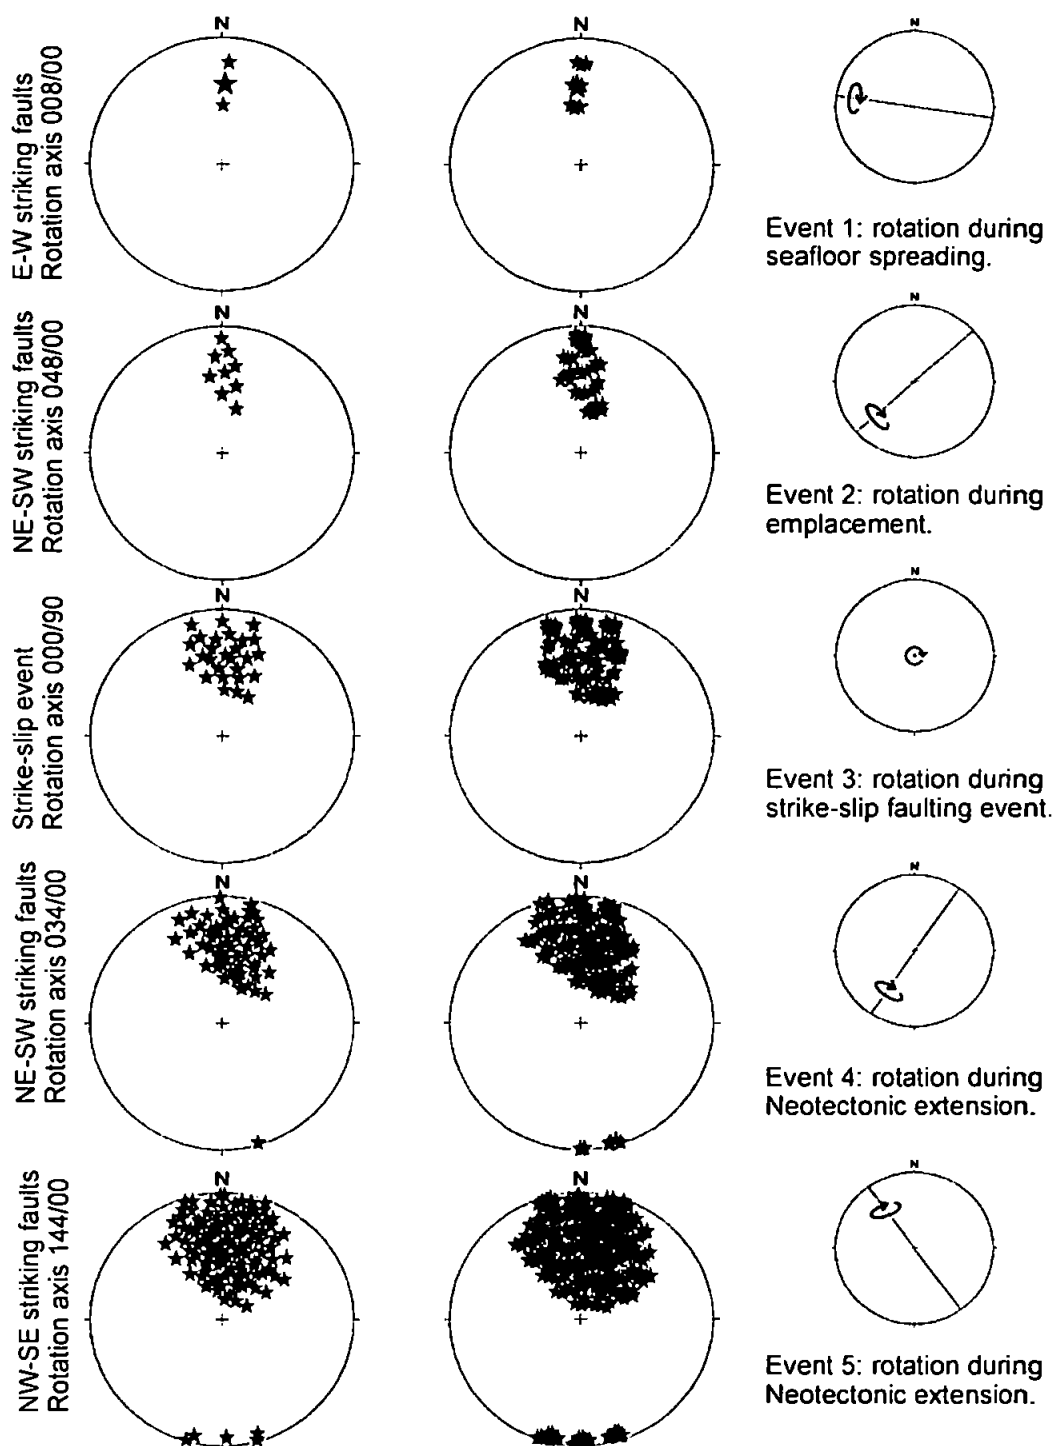 E-W striking faults
Rotation axis 008/00
N
N
N
Event 1: rotation during
seafloor spreading.
NE-SW striking faults
Rotation axis 048/00
N
N
N
Event 2: rotation during
emplacement.
Strike-slip event
Rotation axis 000/90
N
N
N
Event 3: rotation during
strike-slip faulting event.
NE-SW striking faults
Rotation axis 034/00
N
N
N
Event 4: rotation during
Neotectonic extension.
NW-SE striking faults
Rotation axis 144/00
N
N
N
Event 5: rotation during
Neotectonic extension.